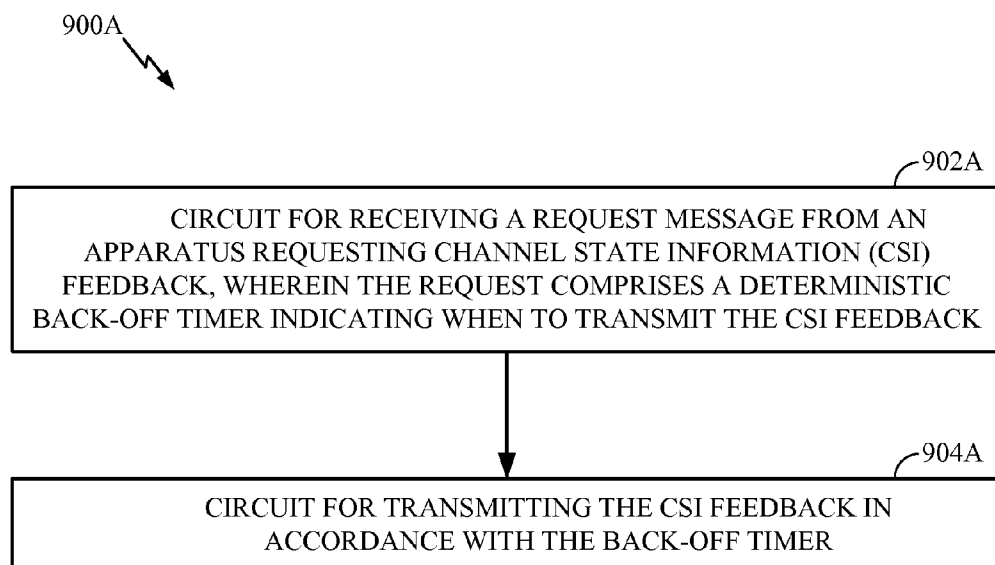 900A
902A
CIRCUIT FOR RECEIVING A REQUEST MESSAGE FROM AN
APPARATUS REQUESTING CHANNEL STATE INFORMATION (CSI)
FEEDBACK, WHEREIN THE REQUEST COMPRISES A DETERMINISTIC
BACK-OFF TIMER INDICATING WHEN TO TRANSMIT THE CSI FEEDBACK
904A
CIRCUIT FOR TRANSMITTING THE CSI FEEDBACK IN
ACCORDANCE WITH THE BACK-OFF TIMER